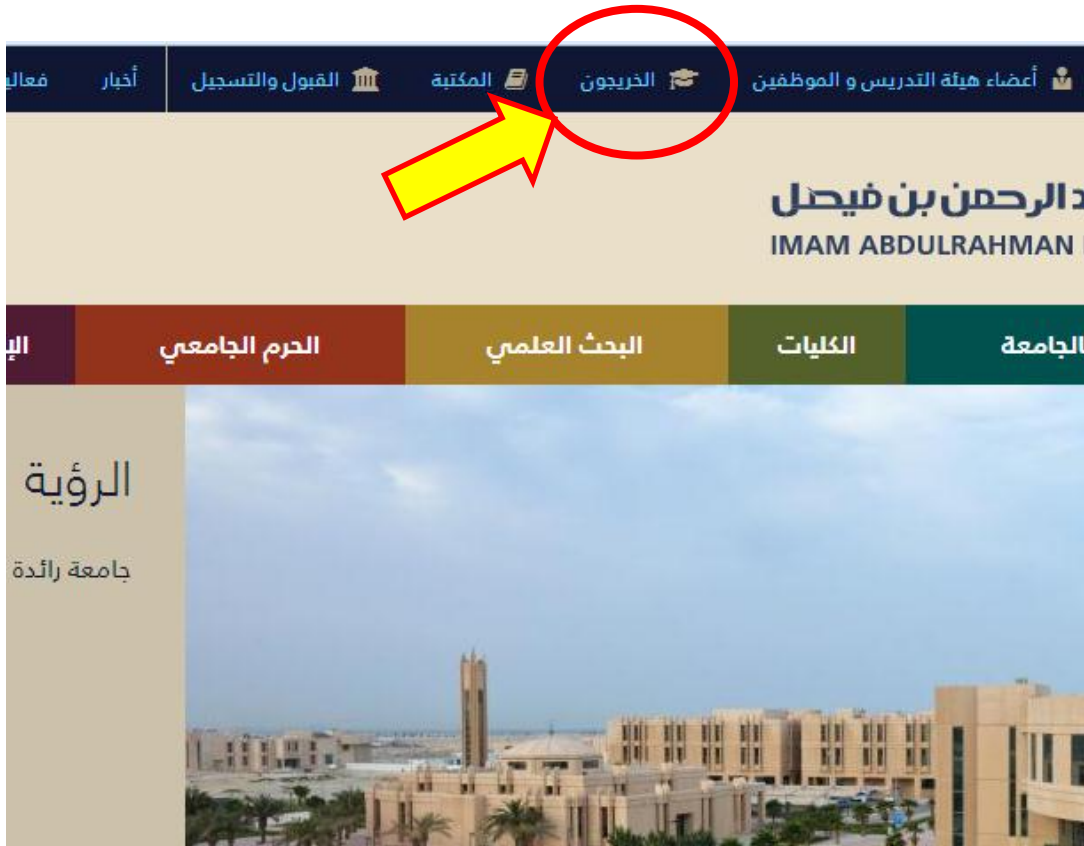 أعضاء هيئة التدريس و الموظفين الخريجون المكتبة القبول والتسجيل أخبار
د الرحمن بن فيصل
IMAM ABDULRAHMAN
الجامعة الكليات البحث العلمي الحرم الجامعي
الرؤية
جامعة رائدة